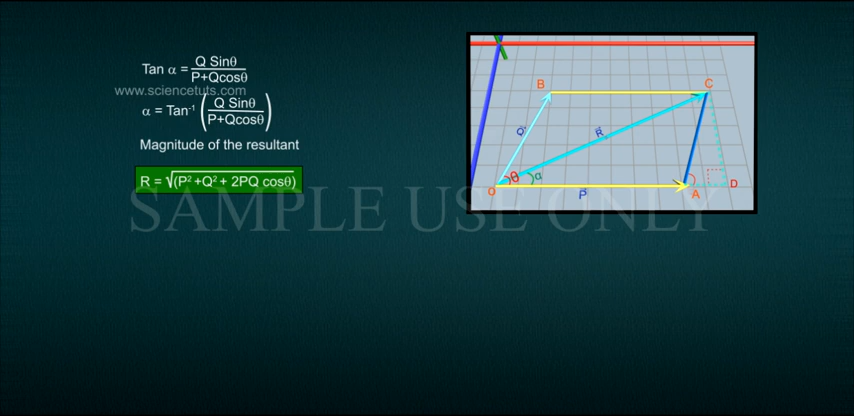 Tan α = Q Sinθ / P+Qcosθ
www.sciencetuts.com
α = Tan⁻¹ (Q Sinθ / P+Qcosθ)
Magnitude of the resultant
R = √(P² +Q² + 2PQ cosθ)
SAMPLE USE ONLY
B
C
Q
R
θ
α
O
P
A
D